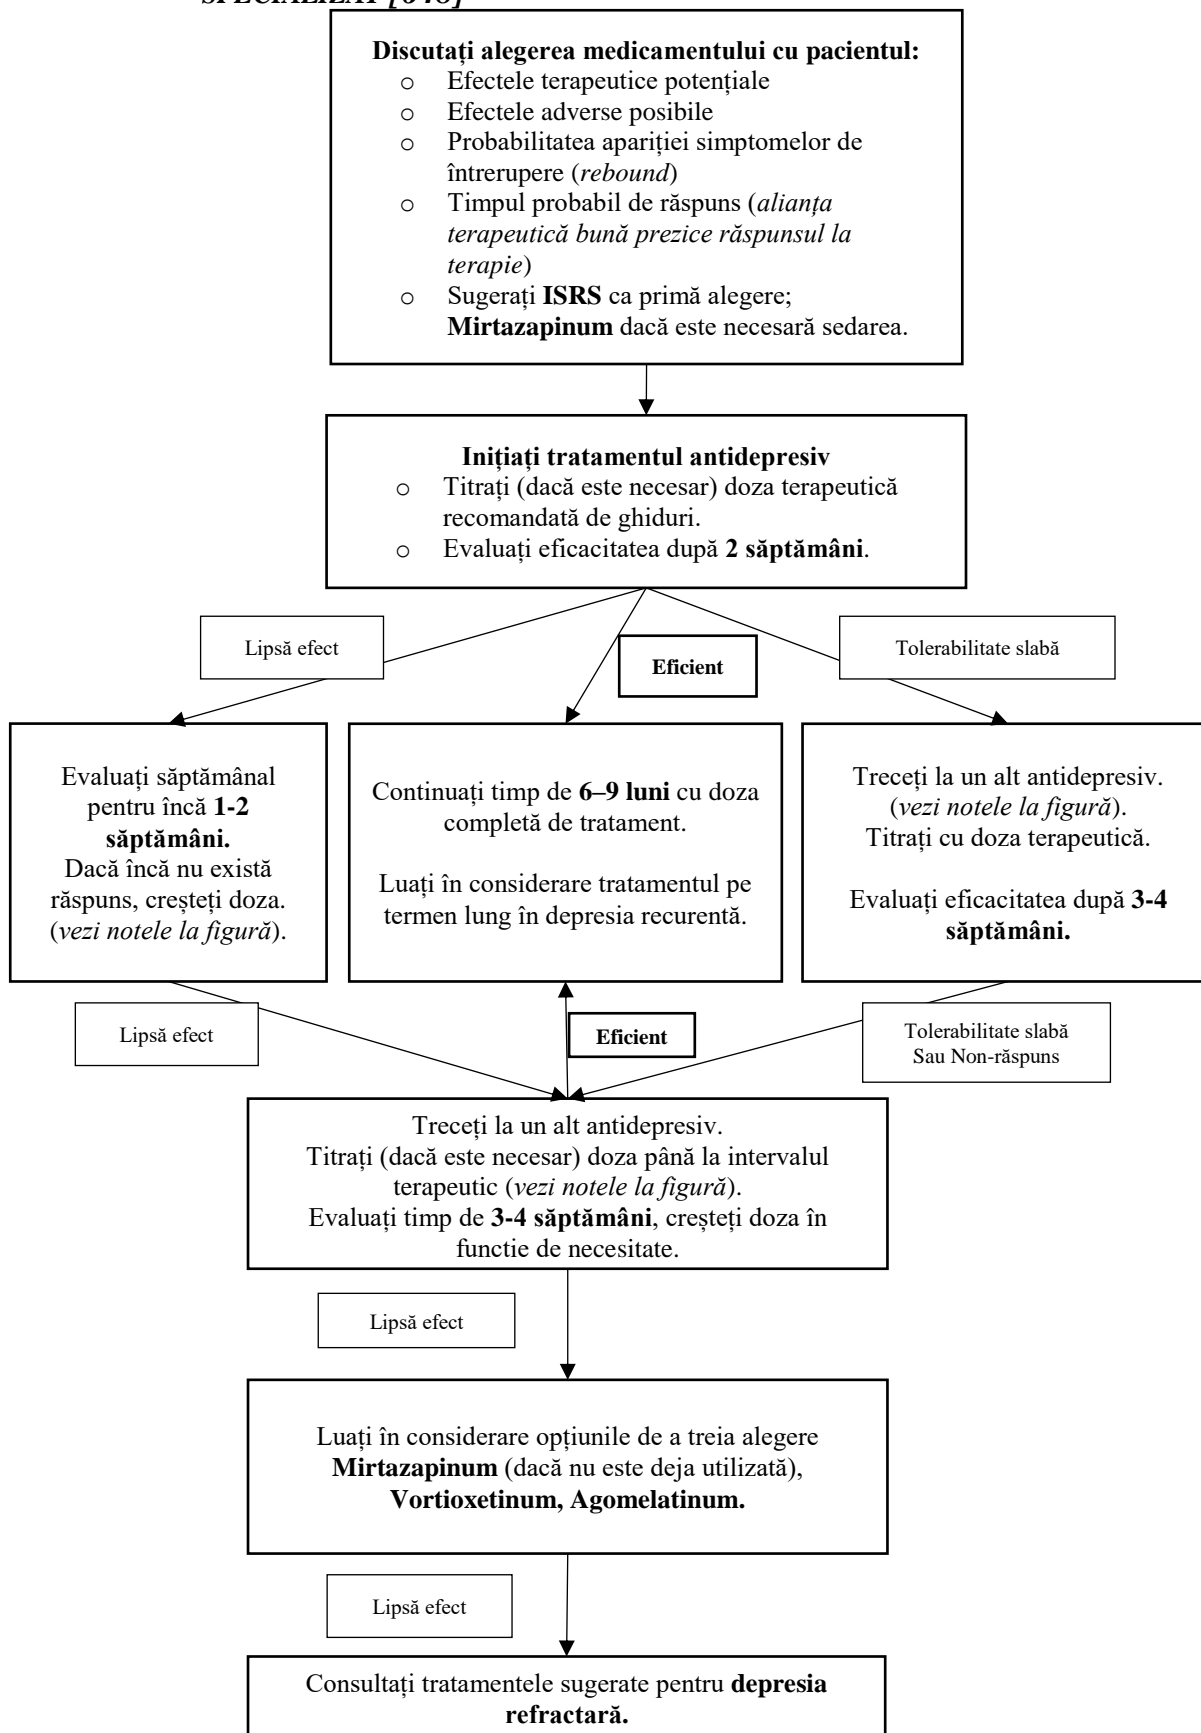 SPECIALIZAT [648]
Discutați alegerea medicamentului cu pacientul:
o Efectele terapeutice potențiale
o Efectele adverse posibile
o Probabilitatea apariției simptomelor de
întrerupere (rebound)
o Timpul probabil de răspuns (alianța
terapeutică bună prezice răspunsul la
terapie)
o Sugerați ISRS ca primă alegere;
Mirtazapinum dacă este necesară sedarea.
Inițiați tratamentul antidepresiv
o Titrați (dacă este necesar) doza terapeutică
recomandată de ghiduri.
o Evaluați eficacitatea după 2 săptămâni.
Lipsă efect
Eficient
Tolerabilitate slabă
Evaluați săptămânal
pentru încă 1-2
săptămâni.
Dacă încă nu există
răspuns, creșteți doza.
(vezi notele la figură).
Continuați timp de 6–9 luni cu doza
completă de tratament.
Luați în considerare tratamentul pe
termen lung în depresia recurentă.
Treceți la un alt antidepresiv.
(vezi notele la figură).
Titrați cu doza terapeutică.
Evaluați eficacitatea după 3-4
săptămâni.
Lipsă efect
Eficient
Tolerabilitate slabă
Sau Non-răspuns
Treceți la un alt antidepresiv.
Titrați (dacă este necesar) doza până la intervalul
terapeutic (vezi notele la figură).
Evaluați timp de 3-4 săptămâni, creșteți doza în
functie de necesitate.
Lipsă efect
Luați în considerare opțiunile de a treia alegere
Mirtazapinum (dacă nu este deja utilizată),
Vortioxetinum, Agomelatinum.
Lipsă efect
Consultați tratamentele sugerate pentru depresia
refractară.